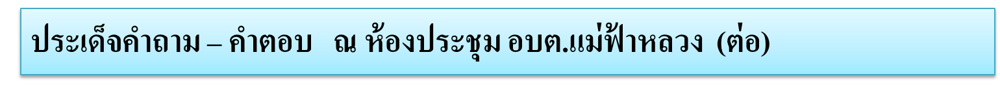 ประเด็จคำถาม – คำตอบ ณ ห้องประชุม อบต.แม่ฟ้าหลวง (ต่อ)